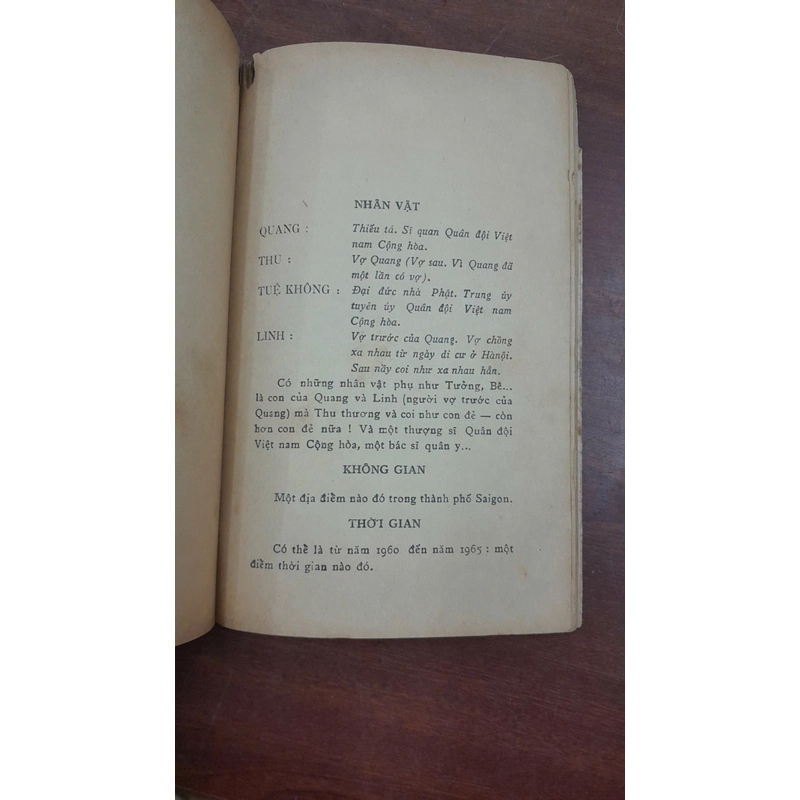 NHÂN VẬT
QUANG : Thiếu tá. Sĩ quan Quân đội Việt
nam Cộng hòa.
THU : Vợ Quang (Vợ sau. Vì Quang đã
một lần có vợ).
TUỆ KHÔNG : Đại đức nhà Phật. Trung úy
tuyên úy Quân đội Việt nam
Cộng hòa.
LINH : Vợ trước của Quang. Vợ chồng
xa nhau từ ngày di cư ở Hànội.
Sau nầy coi như xa nhau hẳn.
Có những nhân vật phụ như Tưởng, Bê...
là con của Quang và Linh (người vợ trước của
Quang) mà Thu thương và coi như con đẻ — còn
hơn con đẻ nữa ! Và một thượng sĩ Quân đội
Việt nam Cộng hòa, một bác sĩ quân y...
KHÔNG GIAN
Một địa điểm nào đó trong thành phố Saigon.
THỜI GIAN
Có thể là từ năm 1960 đến năm 1965 : một
điểm thời gian nào đó.